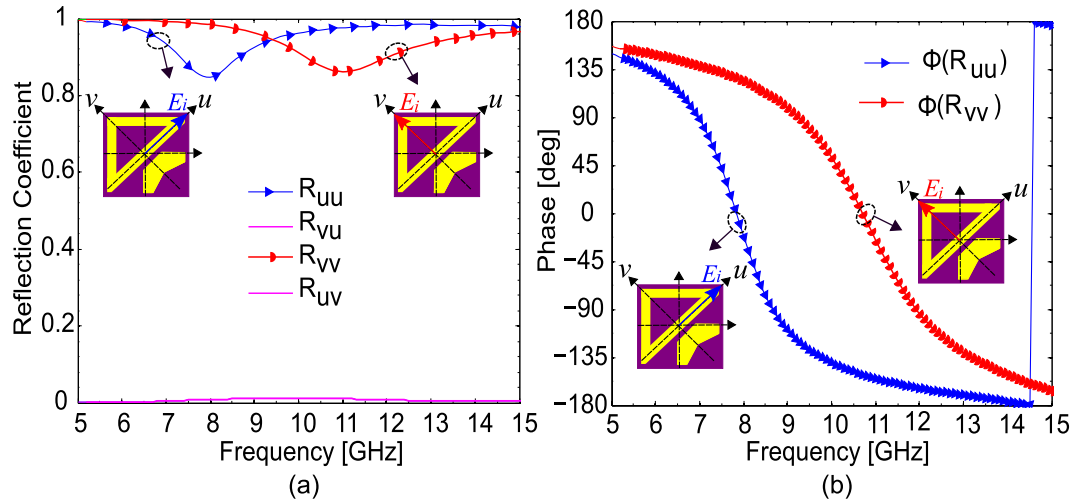 1
0.8
0.6
0.4
0.2
0
Reflection Coefficient
5 6 7 8 9 10 11 12 13 14 15
Frequency [GHz]
(a)
v Ei u
v Ei u
Ruu
Rvu
Rvv
Ruv
180
135
90
45
0
−45
−90
−135
−180
Phase [deg]
5 6 7 8 9 10 11 12 13 14 15
Frequency [GHz]
(b)
Φ(Ruu)
Φ(Rvv)
v Ei u
v Ei u